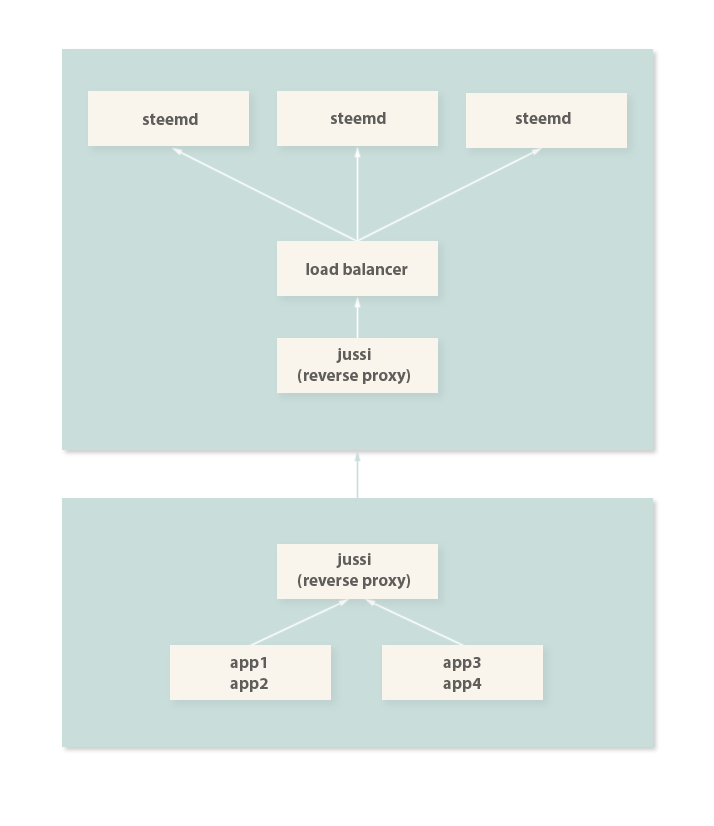 steemd
steemd
steemd
load balancer
jussi
(reverse proxy)
jussi
(reverse proxy)
app1
app2
app3
app4